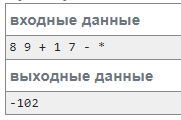 входные данные
8 9 + 1 7 - *
выходные данные
-102